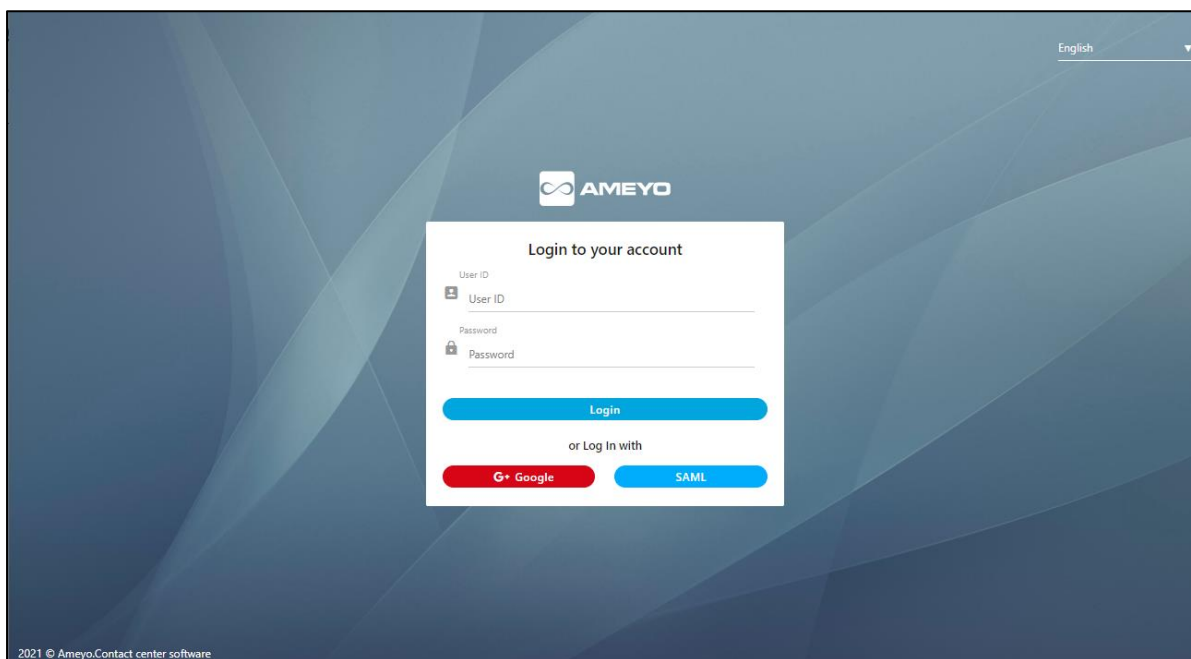 English
AMEYO
Login to your account
User ID
User ID
Password
Password
Login
or Log In with
G+ Google SAML
2021 © Ameyo.Contact center software